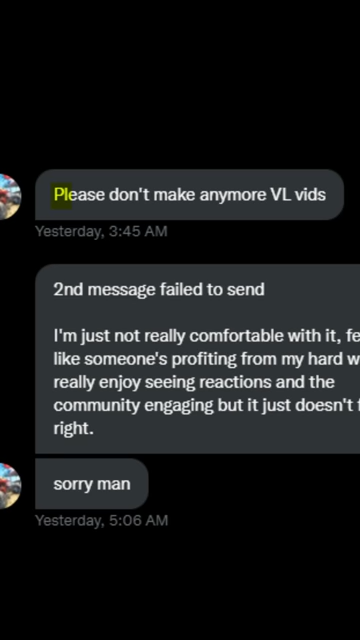 Please don't make anymore VL vids
Yesterday, 3:45 AM
2nd message failed to send
I'm just not really comfortable with it,
like someone's profiting from my hard
really enjoy seeing reactions and the
community engaging but it just doesn't
right.
sorry man
Yesterday, 5:06 AM